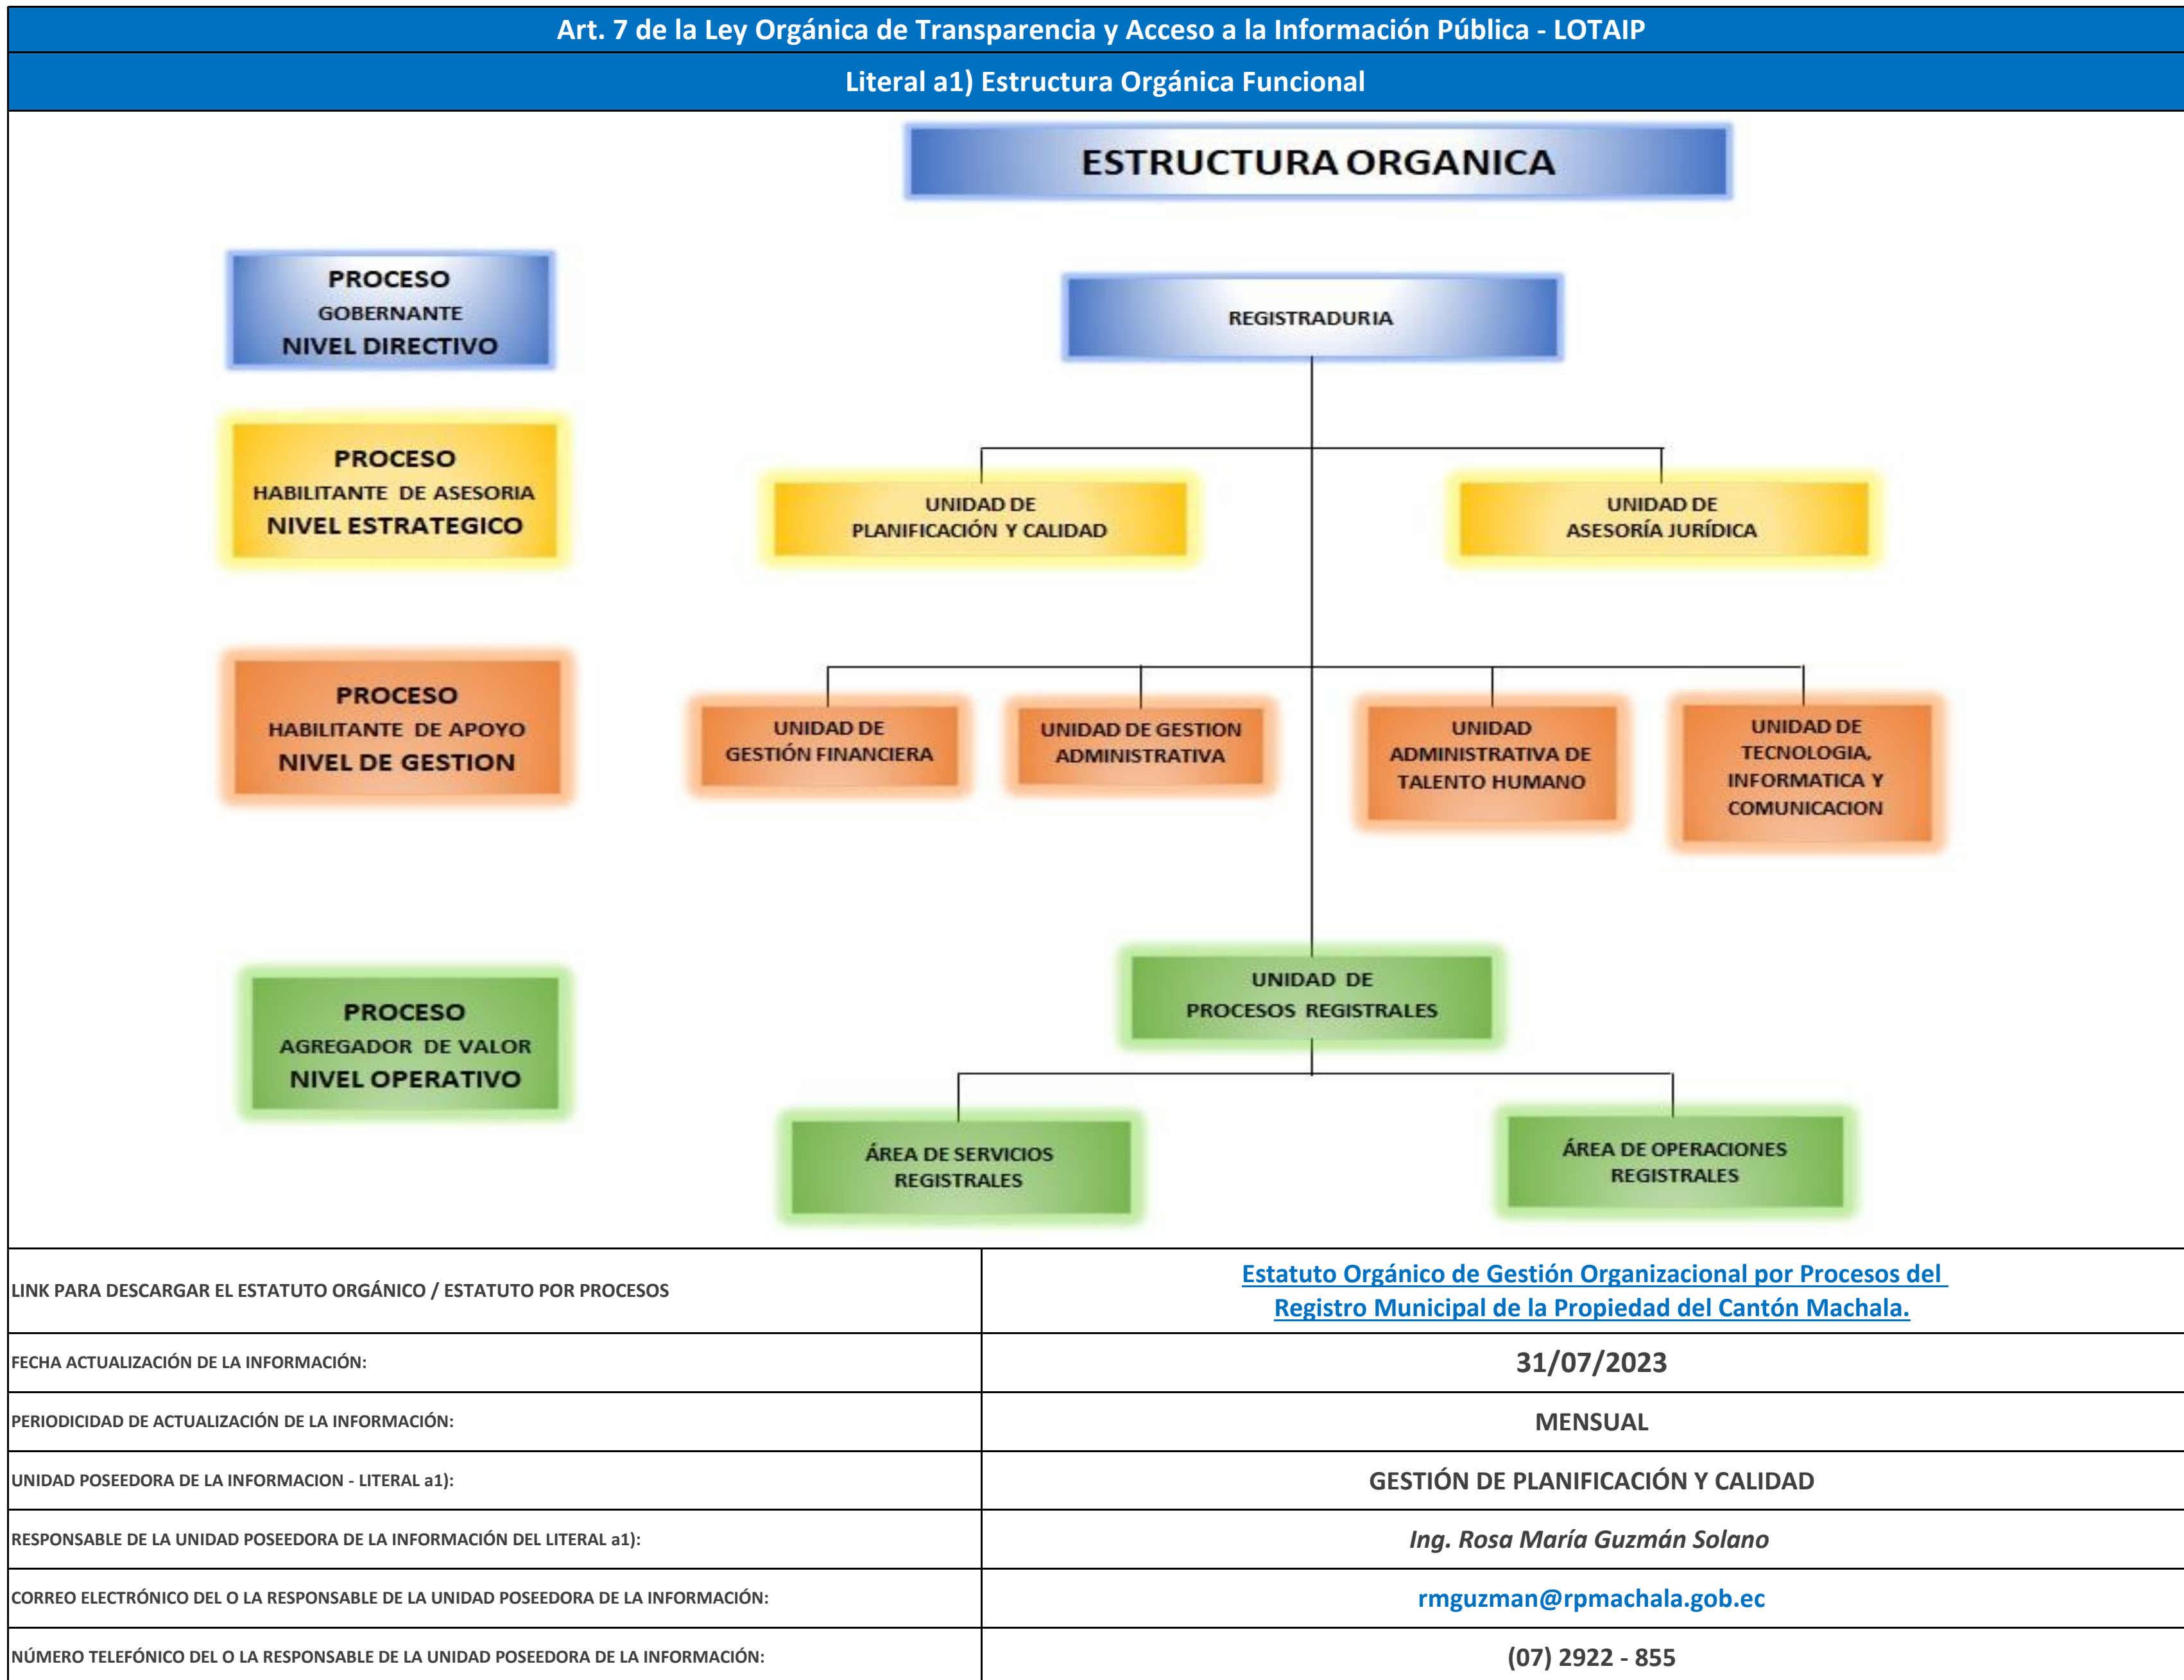 Art. 7 de la Ley Orgánica de Transparencia y Acceso a la Información Pública - LOTAIP
Literal a1) Estructura Orgánica Funcional
ESTRUCTURA ORGANICA
PROCESO
GOBERNANTE
NIVEL DIRECTIVO
REGISTRADURIA
PROCESO
HABILITANTE DE ASESORIA
NIVEL ESTRATEGICO
UNIDAD DE
PLANIFICACIÓN Y CALIDAD
UNIDAD DE
ASESORÍA JURÍDICA
PROCESO
HABILITANTE DE APOYO
NIVEL DE GESTION
UNIDAD DE
GESTIÓN FINANCIERA
UNIDAD DE GESTION
ADMINISTRATIVA
UNIDAD
ADMINISTRATIVA DE
TALENTO HUMANO
UNIDAD DE
TECNOLOGIA,
INFORMATICA Y
COMUNICACION
PROCESO
AGREGADOR DE VALOR
NIVEL OPERATIVO
UNIDAD DE
PROCESOS REGISTRALES
ÁREA DE SERVICIOS
REGISTRALES
ÁREA DE OPERACIONES
REGISTRALES
LINK PARA DESCARGAR EL ESTATUTO ORGÁNICO / ESTATUTO POR PROCESOS
Estatuto Orgánico de Gestión Organizacional por Procesos del
Registro Municipal de la Propiedad del Cantón Machala.
FECHA ACTUALIZACIÓN DE LA INFORMACIÓN:
31/07/2023
PERIODICIDAD DE ACTUALIZACIÓN DE LA INFORMACIÓN:
MENSUAL
UNIDAD POSEEDORA DE LA INFORMACION - LITERAL a1):
GESTIÓN DE PLANIFICACIÓN Y CALIDAD
RESPONSABLE DE LA UNIDAD POSEEDORA DE LA INFORMACIÓN DEL LITERAL a1):
Ing. Rosa María Guzmán Solano
CORREO ELECTRÓNICO DEL O LA RESPONSABLE DE LA UNIDAD POSEEDORA DE LA INFORMACIÓN:
rmguzman@rpmachala.gob.ec
NÚMERO TELEFÓNICO DEL O LA RESPONSABLE DE LA UNIDAD POSEEDORA DE LA INFORMACIÓN:
(07) 2922 - 855